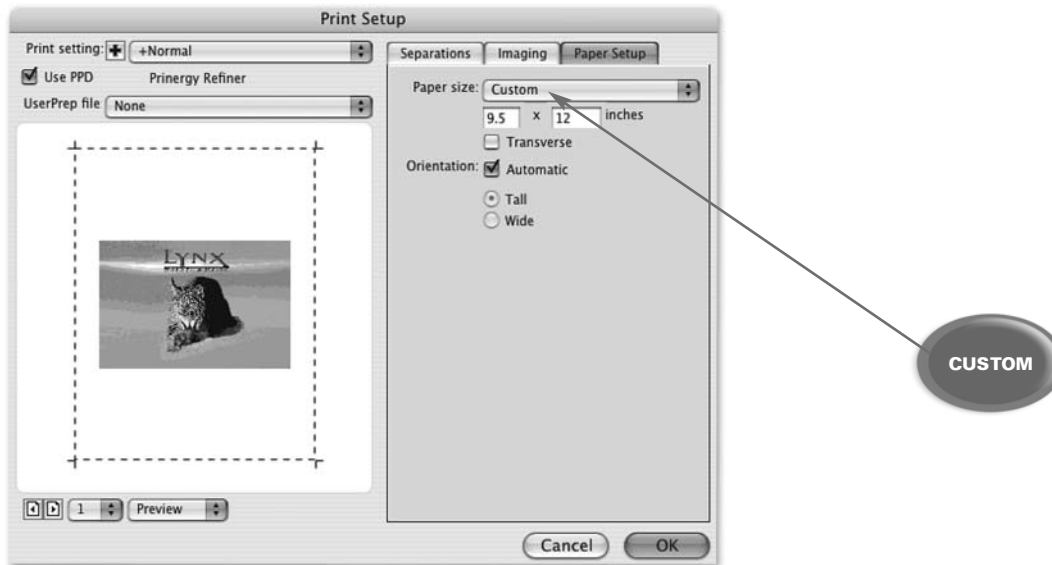 Print Setup
Print setting: +Normal
Use PPD Prinergy Refiner
UserPrep file None
LYNX
1 Preview
Separations Imaging Paper Setup
Paper size: Custom
9.5 x 12 inches
Transverse
Orientation: Automatic
Tall
Wide
Cancel OK
CUSTOM